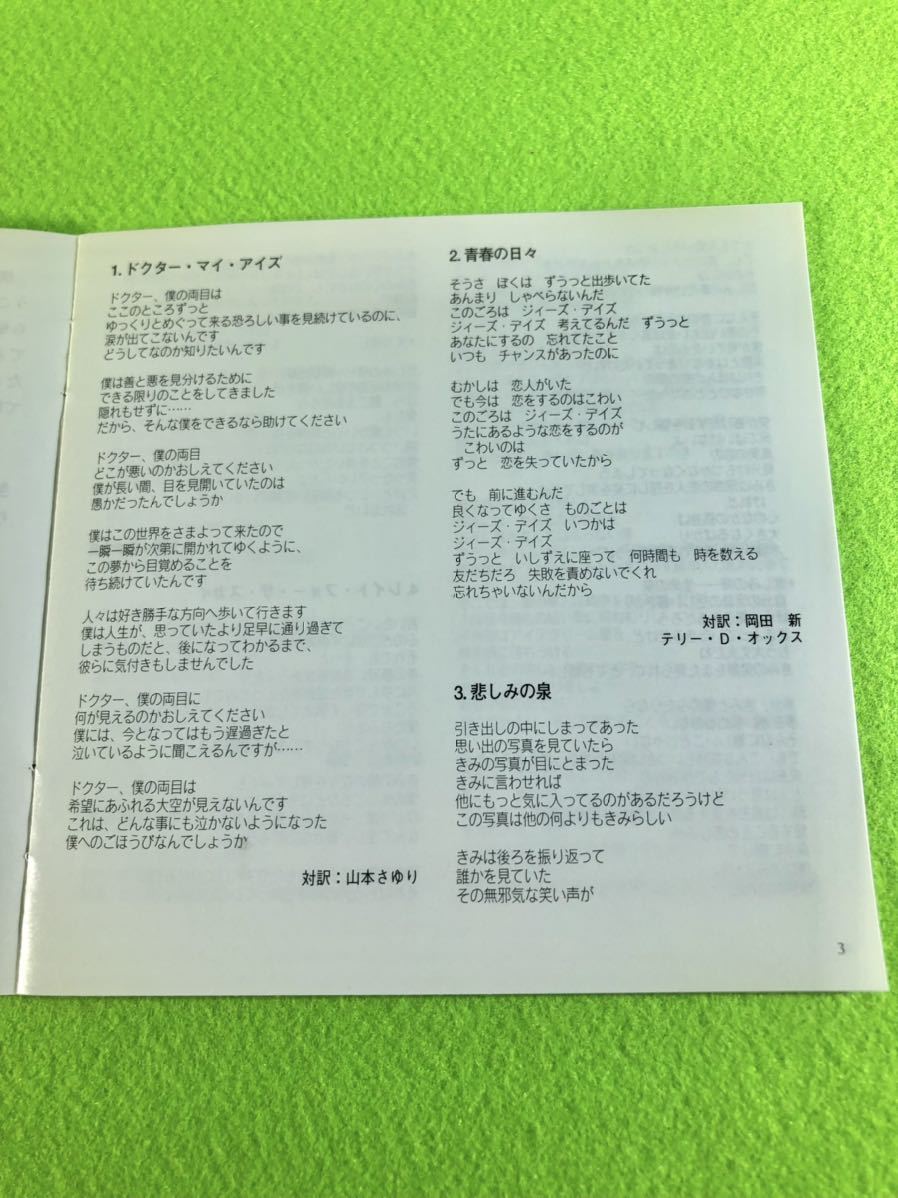 1. ドクター・マイ・アイズ
ドクター、僕の両目は
ここのところずっと
ゆっくりとめぐって来る恐ろしい事を見続けているのに、
涙が出てこないんです
どうしてなのか知りたいんです
僕は善と悪を見分けるために
できる限りのことをしてきました
隠れもせずに……
だから、そんな僕をできるなら助けてください
ドクター、僕の両目
どこが悪いのかおしえてください
僕が長い間、目を見開いていたのは
愚かだったんでしょうか
僕はこの世界をさまよって来たので
一瞬一瞬が次第に開かれてゆくように、
この夢から目覚めることを
待ち続けていたんです
人々は好き勝手な方向へ歩いて行きます
僕は人生が、思っていたより足早に通り過ぎて
しまうものだと、後になってわかるまで、
彼らに気付きもしませんでした
ドクター、僕の両目に
何が見えるのかおしえてください
僕には、今となってはもう遅過ぎたと
泣いているように聞こえるんですが……
ドクター、僕の両目は
希望にあふれる大空が見えないんです
これは、どんな事にも泣かないようになった
僕へのごほうびなんでしょうか
対訳：山本さゆり
2. 青春の日々
そうさ　ぼくは　ずうっと出歩いてた
あんまり　しゃべらないんだ
このごろは　ジィーズ・デイズ
ジィーズ・デイズ　考えてるんだ　ずうっと
あなたにするの　忘れてたこと
いつも　チャンスがあったのに
むかしは　恋人がいた
でも今は　恋をするのはこわい
このごろは　ジィーズ・デイズ
うたにあるような恋をするのが
こわいのは
ずっと　恋を失っていたから
でも　前に進むんだ
良くなってゆくさ　ものごとは
ジィーズ・デイズ　いつかは
ジィーズ・デイズ
ずうっと　いしずえに座って　何時間も　時を数える
友だちだろ　失敗を責めないでくれ
忘れちゃいないんだから
対訳：岡田　新
テリー・D・オックス
3. 悲しみの泉
引き出しの中にしまってあった
思い出の写真を見ていたら
きみの写真が目にとまった
きみに言わせれば
他にもっと気に入ってるのがあるだろうけど
この写真は他の何よりもきみらしい
きみは後ろを振り返って
誰かを見ていた
その無邪気な笑い声が
3